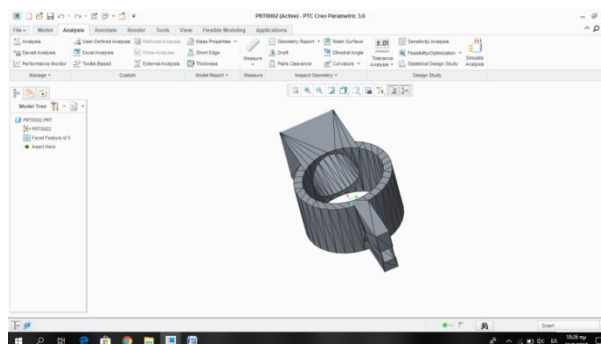 PRT0002 (Active) - PTC Creo Parametric 3.0
File Model Analysis Annotate Render Tools View Flexible Modeling Applications
Analysis User-Defined Analysis Mass Properties Geometry Report Mesh Surface Sensitivity Analysis
Saved Analysis Excel Analysis Short Edge Measure Draft Dihedral Angle Tolerance Analysis Feasibility/Optimization Simulate Analysis
Performance Monitor Toolkit-Based External Analysis Thickness Pairs Clearance Curvature Statistical Design Study
Manage Custom Model Report Measure Inspect Geometry Design Study
Model Tree
PRT0002.PRT
PRT0002
Facet Feature id 5
Insert Here
Smart